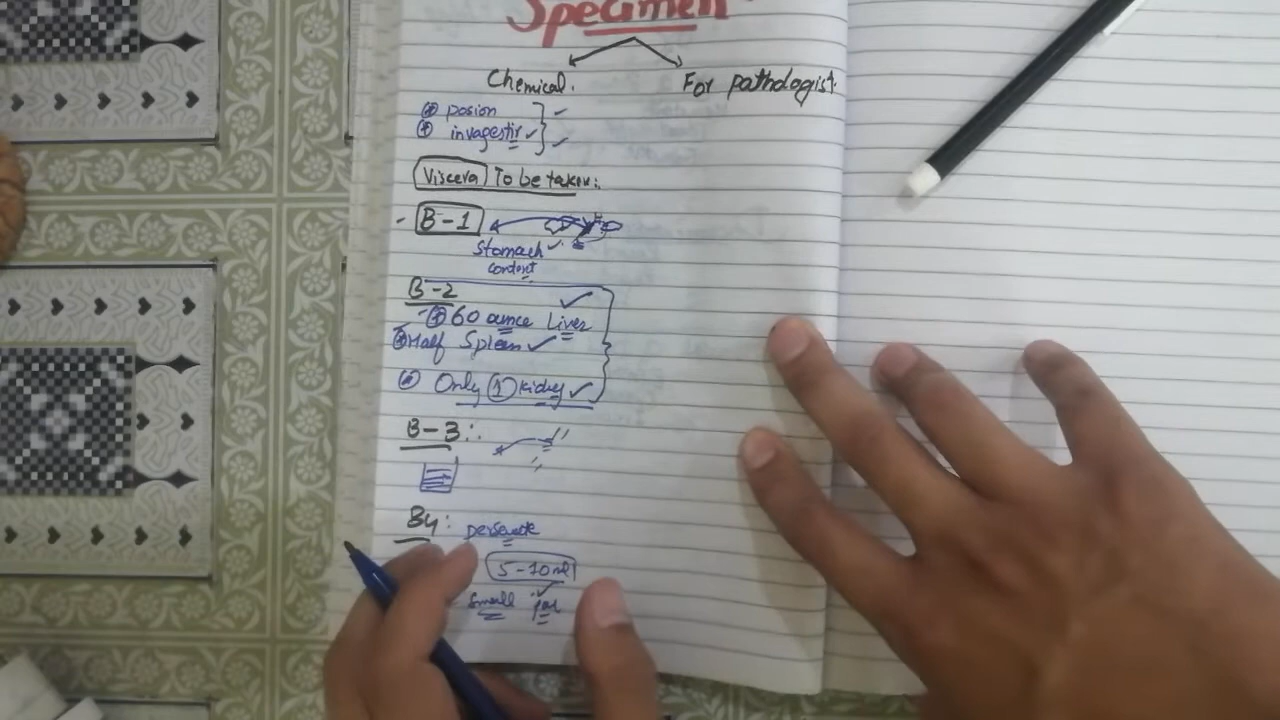 Specimen
Chemical.
For pathologist.
posion
invagestir
Viscera To be taken:
B-1
Stomach
content
B-2
60 ounce Liver
Half Spleen
Only 1 Kidney
B-3:
B4:
5-10ml
Small jar